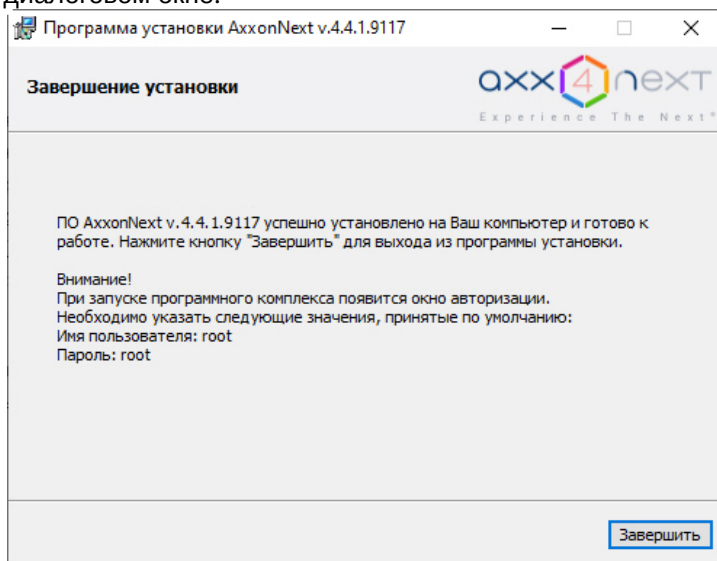 диалоговом окне.
Программа установки AxxonNext v.4.4.1.9117
Завершение установки
axx4next
Experience The Next®
ПО AxxonNext v.4.4.1.9117 успешно установлено на Ваш компьютер и готово к
работе. Нажмите кнопку "Завершить" для выхода из программы установки.
Внимание!
При запуске программного комплекса появится окно авторизации.
Необходимо указать следующие значения, принятые по умолчанию:
Имя пользователя: root
Пароль: root
Завершить